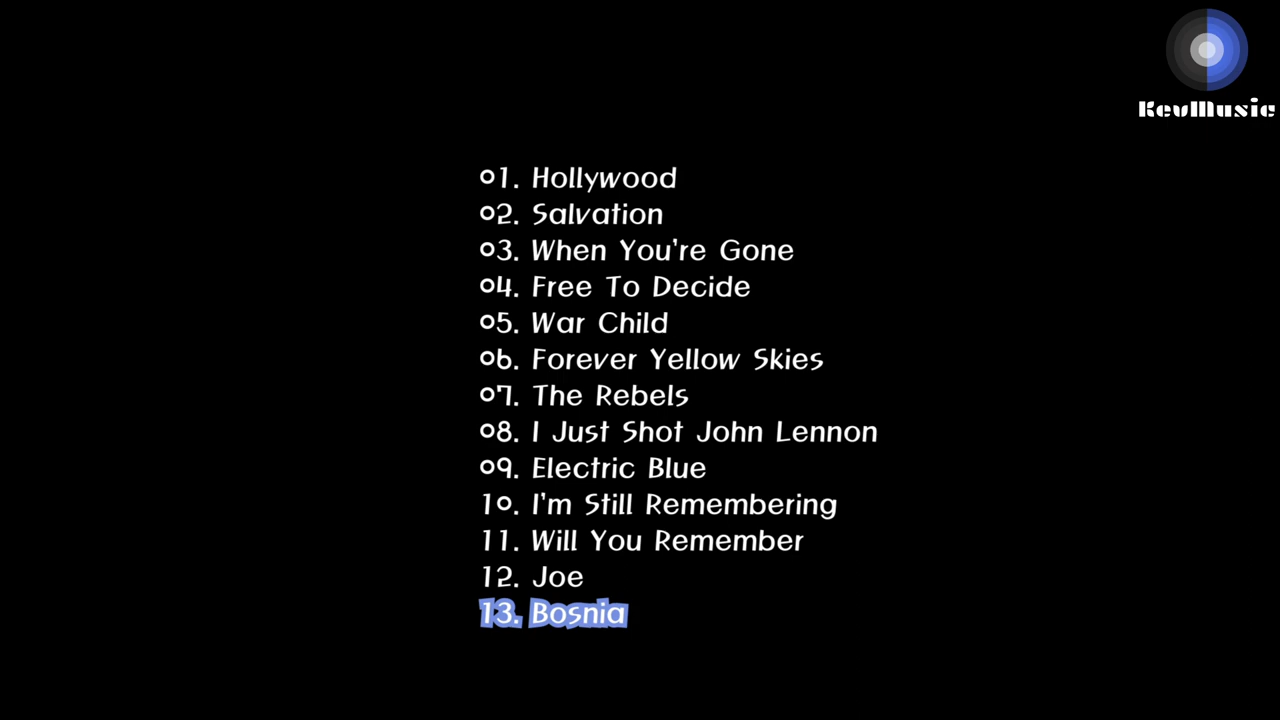 KevMusic
01. Hollywood
02. Salvation
03. When You're Gone
04. Free To Decide
05. War Child
06. Forever Yellow Skies
07. The Rebels
08. I Just Shot John Lennon
09. Electric Blue
10. I'm Still Remembering
11. Will You Remember
12. Joe
13. Bosnia